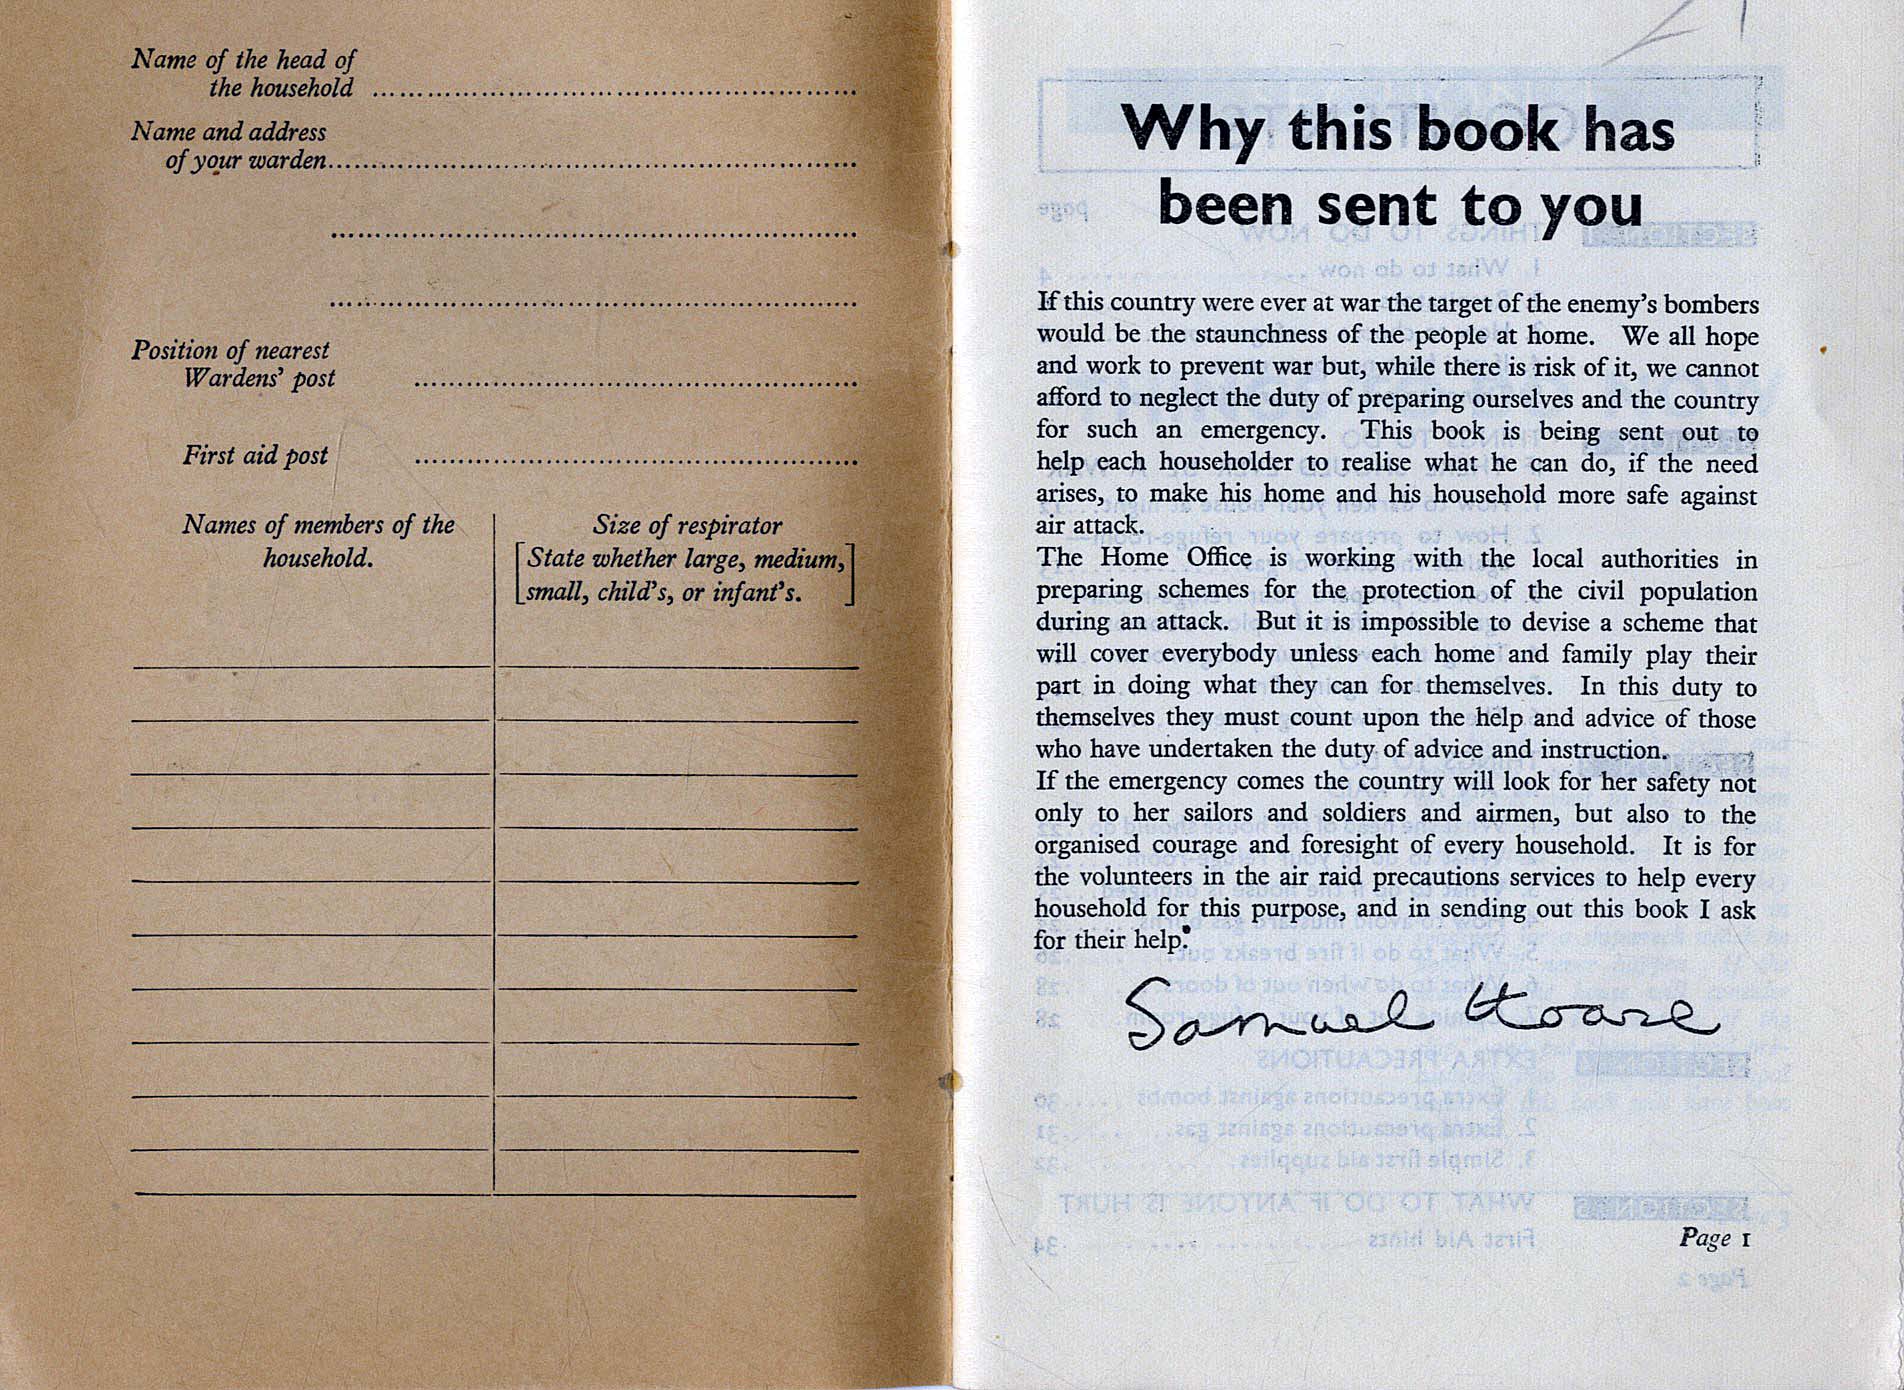 Name of the head of
the household ............................................................
Name and address
of your warden............................................................
............................................................
............................................................
Position of nearest
Wardens' post ............................................................
First aid post ............................................................
Names of members of the
household.
Size of respirator
[State whether large, medium,
small, child's, or infant's.]
Why this book has
been sent to you
If this country were ever at war the target of the enemy's bombers
would be the staunchness of the people at home. We all hope
and work to prevent war but, while there is risk of it, we cannot
afford to neglect the duty of preparing ourselves and the country
for such an emergency. This book is being sent out to
help each householder to realise what he can do, if the need
arises, to make his home and his household more safe against
air attack.
The Home Office is working with the local authorities in
preparing schemes for the protection of the civil population
during an attack. But it is impossible to devise a scheme that
will cover everybody unless each home and family play their
part in doing what they can for themselves. In this duty to
themselves they must count upon the help and advice of those
who have undertaken the duty of advice and instruction.
If the emergency comes the country will look for her safety not
only to her sailors and soldiers and airmen, but also to the
organised courage and foresight of every household. It is for
the volunteers in the air raid precautions services to help every
household for this purpose, and in sending out this book I ask
for their help.
Samuel Hoare
Page 1